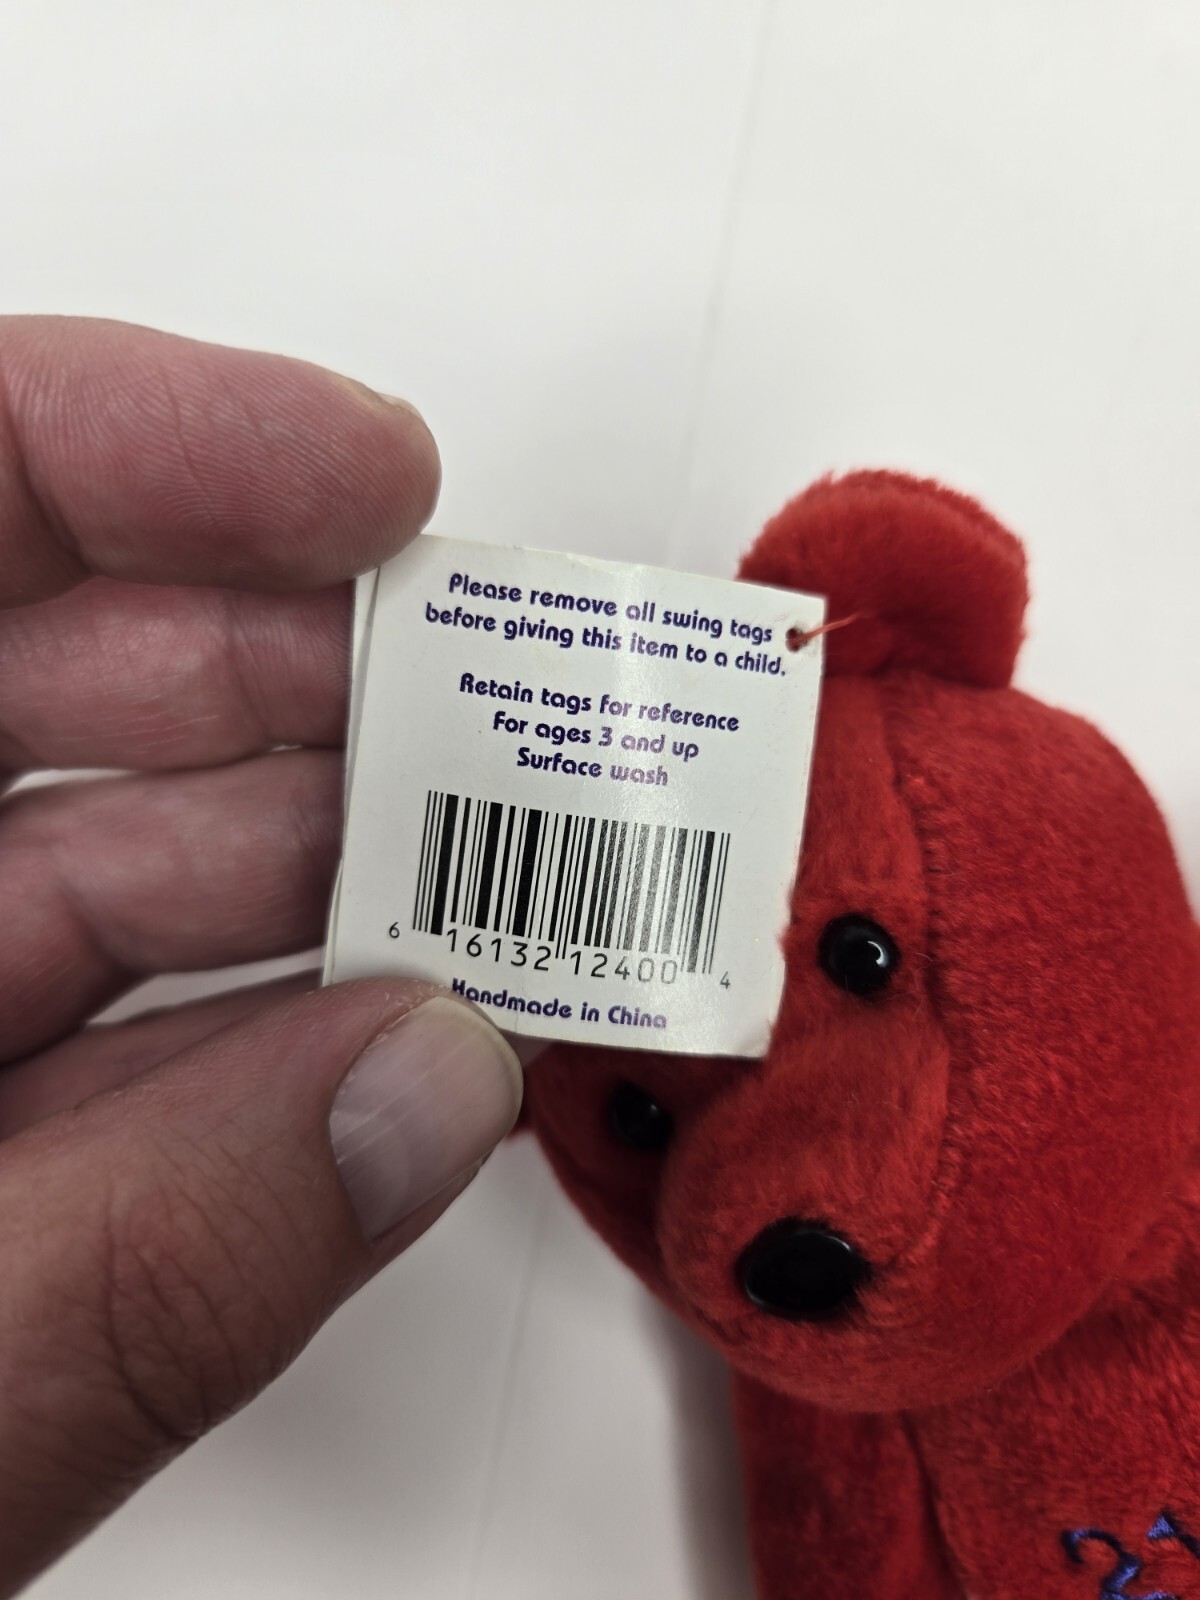 Please remove all swing tags
before giving this item to a child.
Retain tags for reference
For ages 3 and up
Surface wash
6 16132 12400 4
Handmade in China